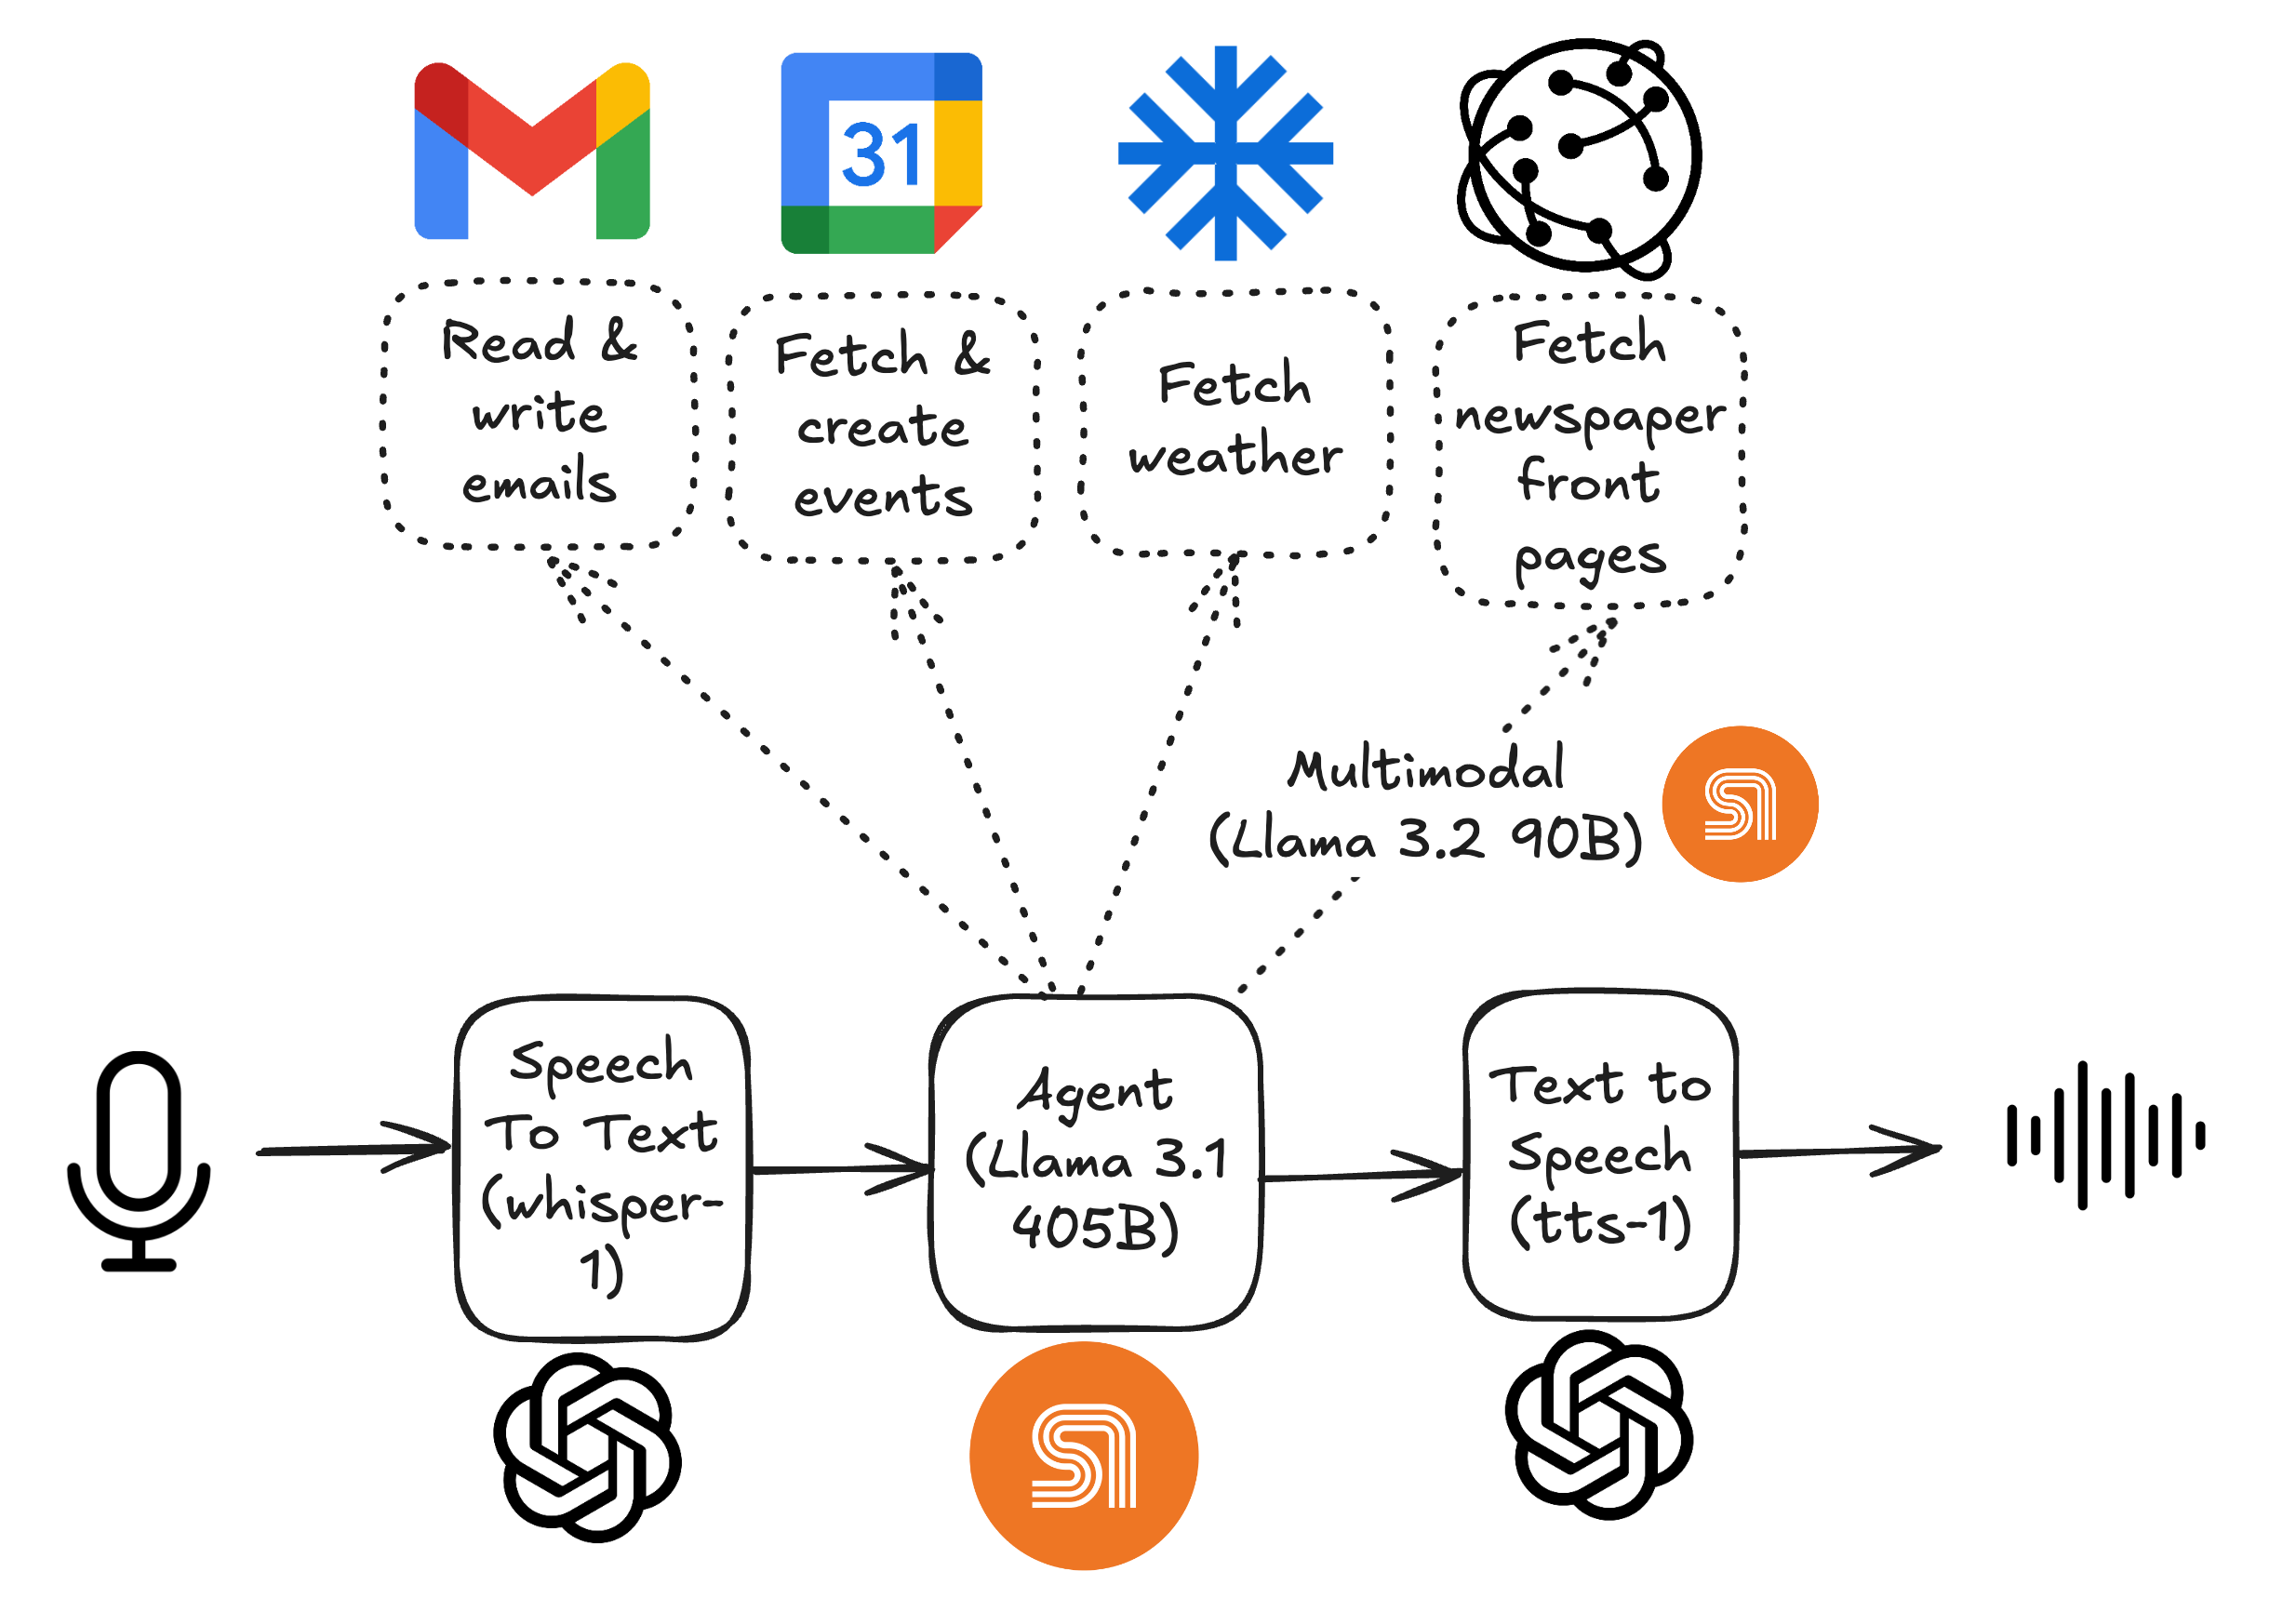 31
Read &
write
emails
Fetch &
create
events
Fetch
weather
Fetch
newspaper
front
pages
Multimodal
(Llama 3.2 90B)
Speech
To Text
(whisper-
1)
Agent
(Llama 3.1
405B)
Text to
Speech
(tts-1)